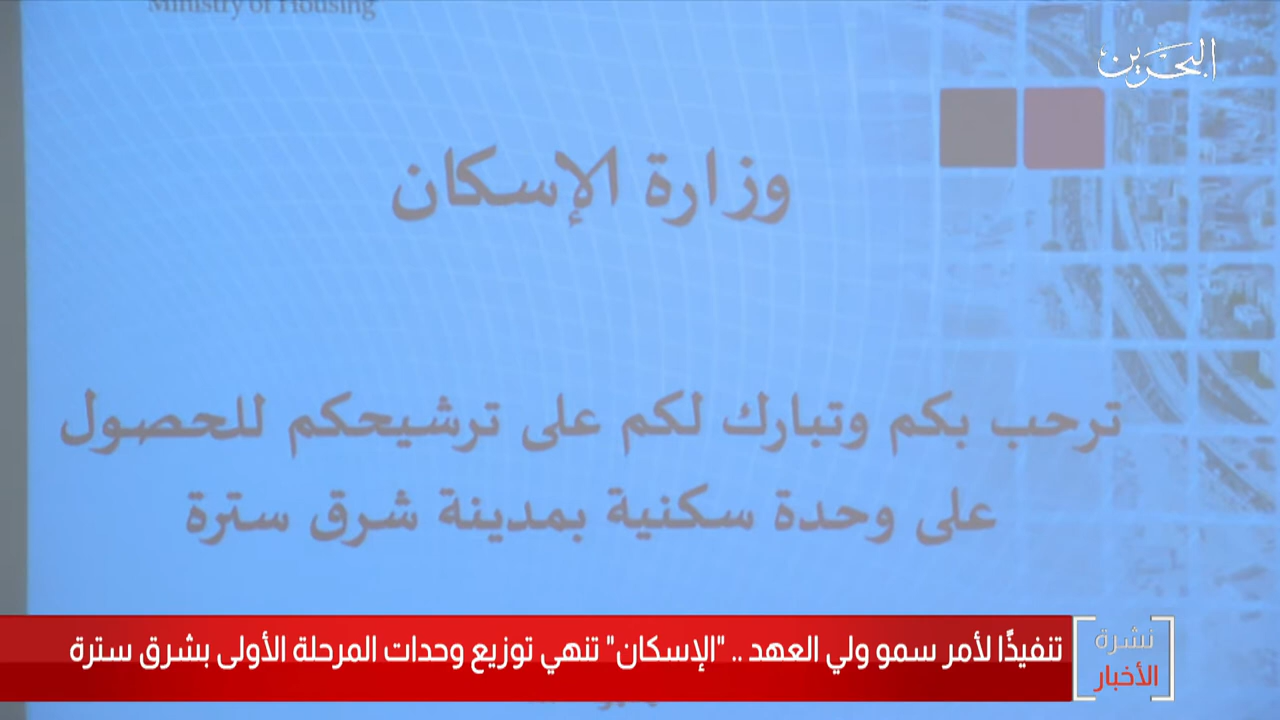 Ministry of Housing
البحرين
وزارة الإسكان
ترحب بكم وتبارك لكم على ترشيحكم للحصول
على وحدة سكنية بمدينة شرق سترة
نشرة
الأخبار
تنفيذًا لأمر سمو ولي العهد .. "الإسكان" تنهي توزيع وحدات المرحلة الأولى بشرق سترة